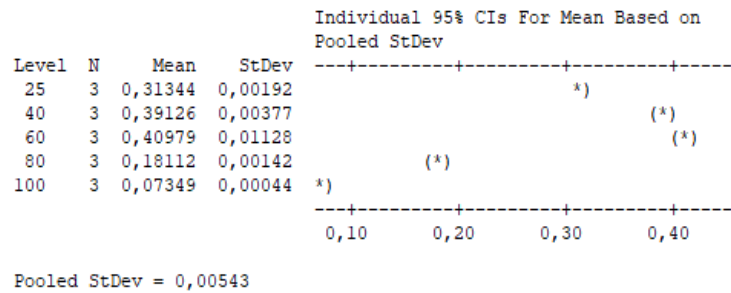 Individual 95% CIs For Mean Based on
Pooled StDev
Level  N     Mean    StDev  ---+---------+---------+---------+-----
 25    3  0,31344  0,00192                          *)
 40    3  0,39126  0,00377                                 (*)
 60    3  0,40979  0,01128                                   (*)
 80    3  0,18112  0,00142            (*)
100    3  0,07349  0,00044  *)
---+---------+---------+---------+-----
0,10      0,20      0,30      0,40
Pooled StDev = 0,00543